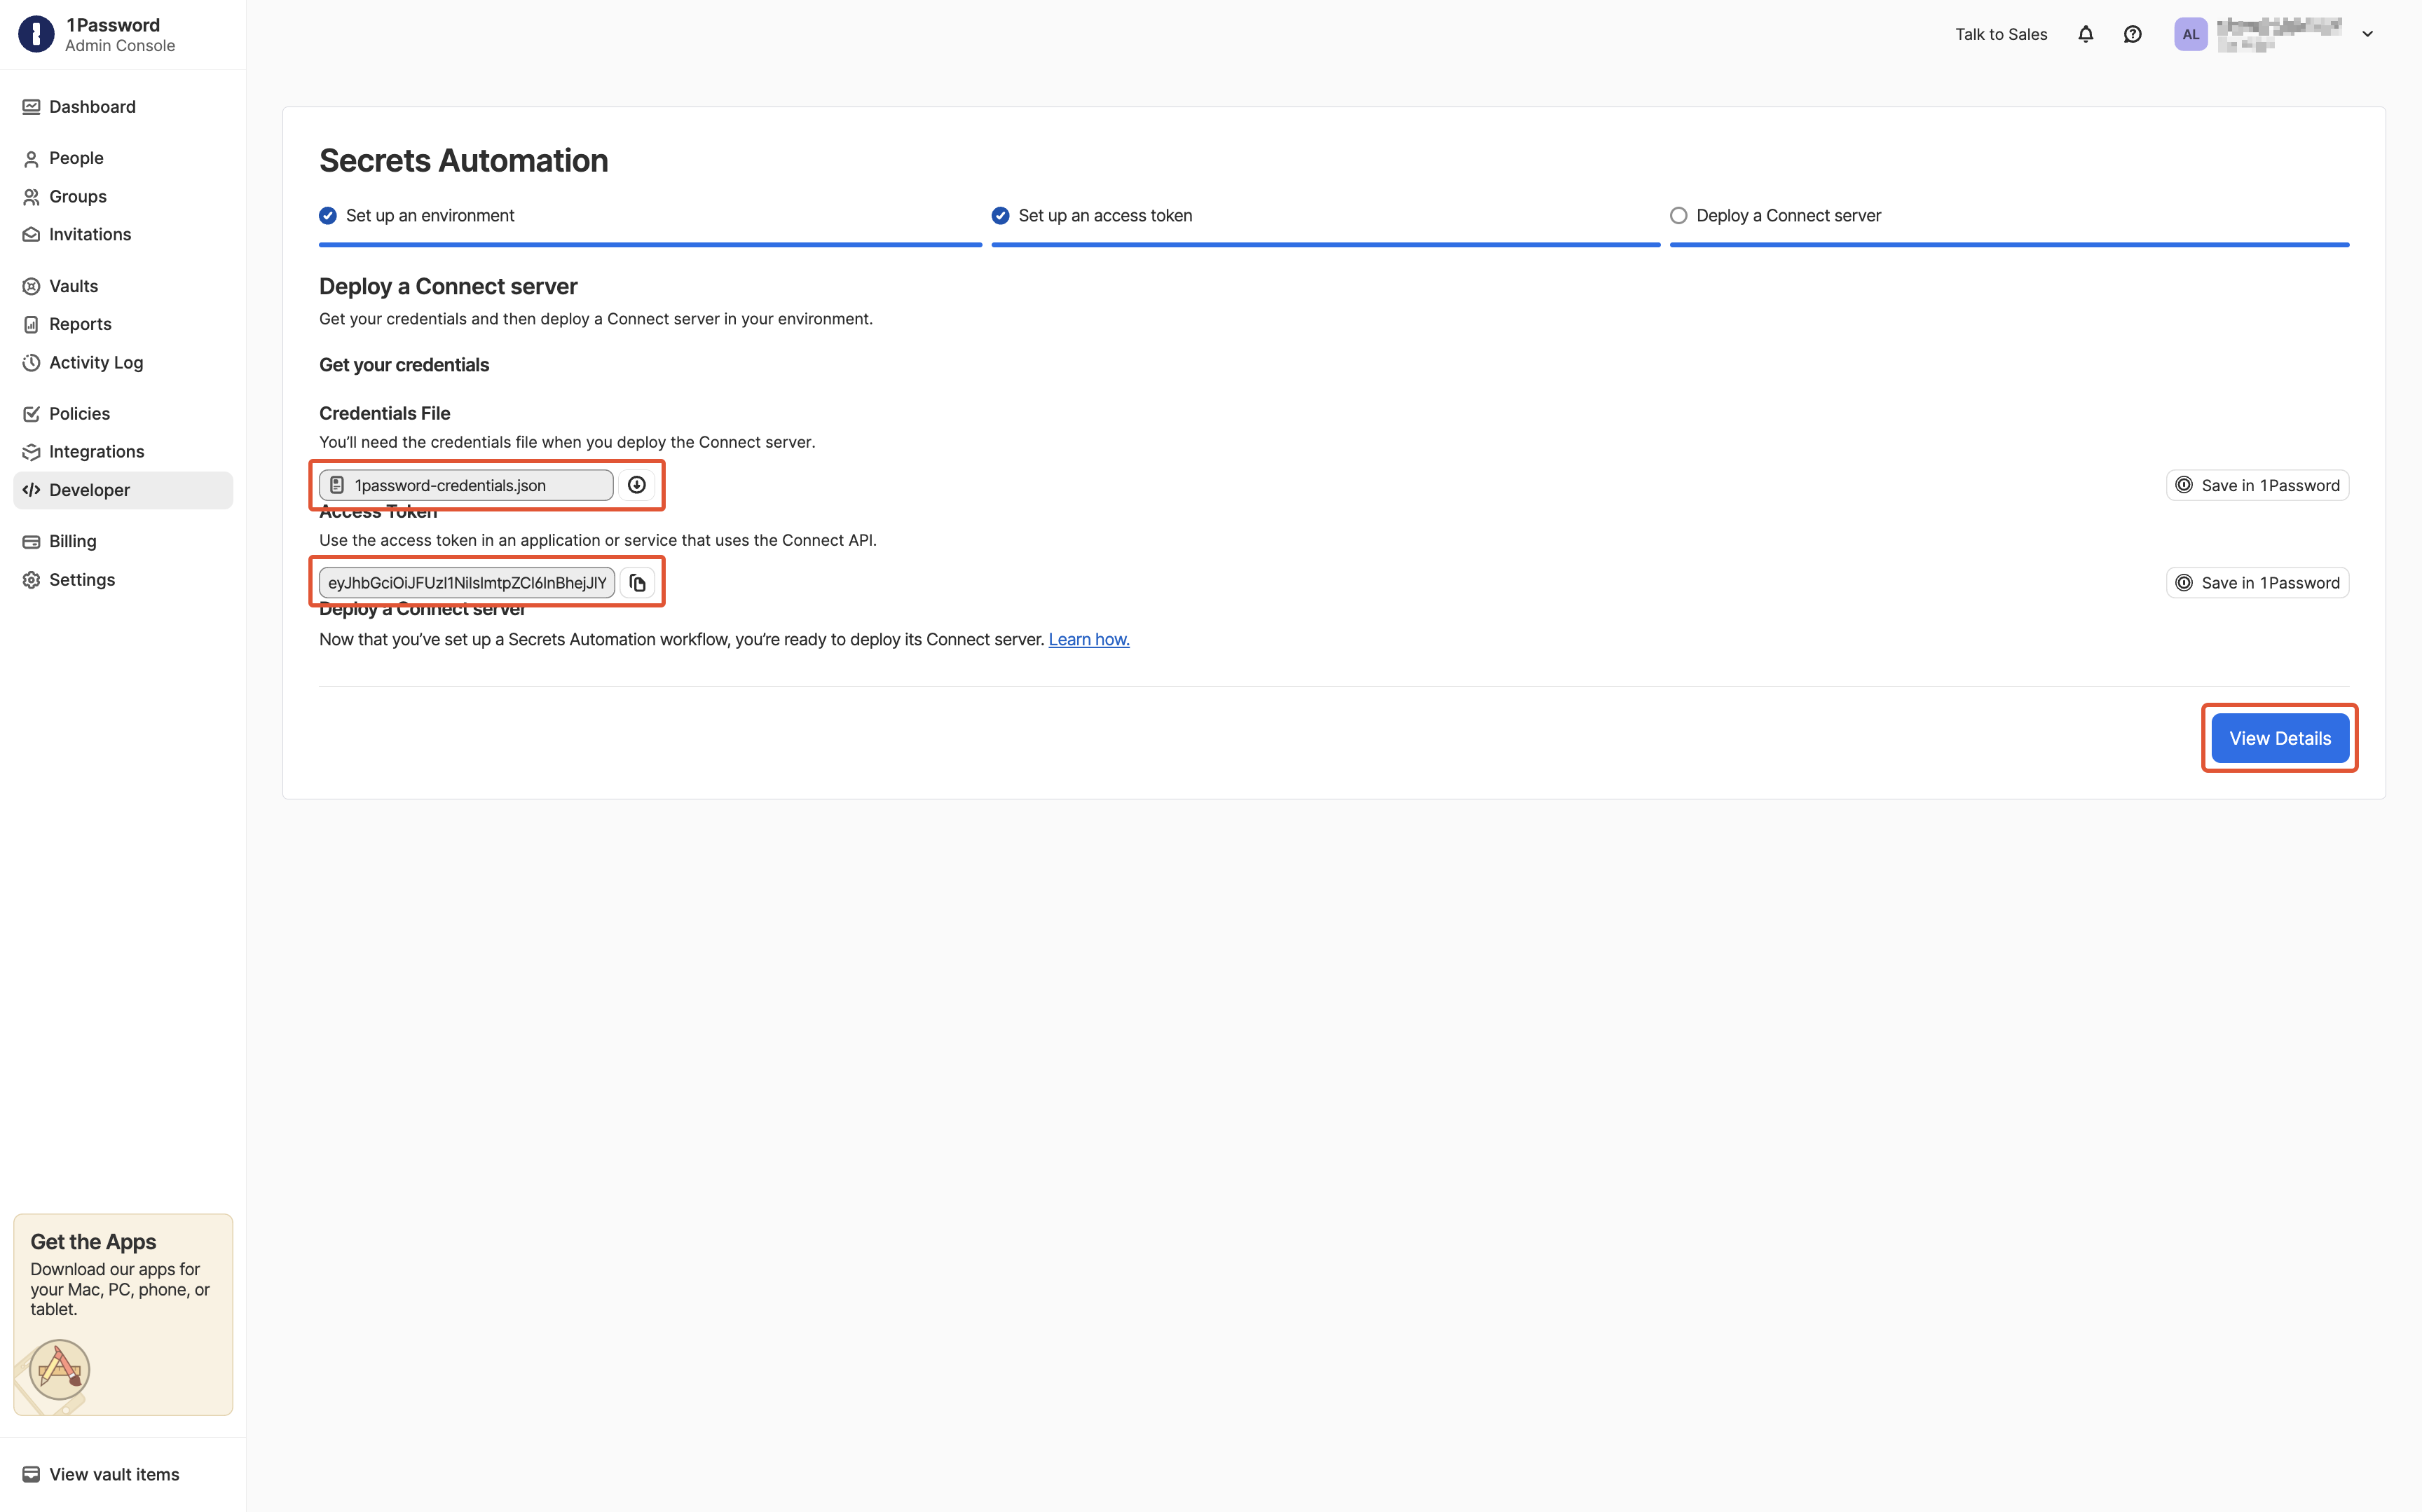 1Password
Admin Console
Talk to Sales
AL
Dashboard
People
Groups
Invitations
Vaults
Reports
Activity Log
Policies
Integrations
Developer
Billing
Settings
Secrets Automation
Set up an environment
Set up an access token
Deploy a Connect server
Deploy a Connect server
Get your credentials and then deploy a Connect server in your environment.
Get your credentials
Credentials File
You'll need the credentials file when you deploy the Connect server.
1password-credentials.json
Save in 1Password
Access Token
Use the access token in an application or service that uses the Connect API.
eyJhbGciOiJFUzI1NiIsImtpZCI6InBhejJlY
Save in 1Password
Deploy a Connect server
Now that you've set up a Secrets Automation workflow, you're ready to deploy its Connect server. Learn how.
View Details
Get the Apps
Download our apps for
your Mac, PC, phone, or
tablet.
View vault items